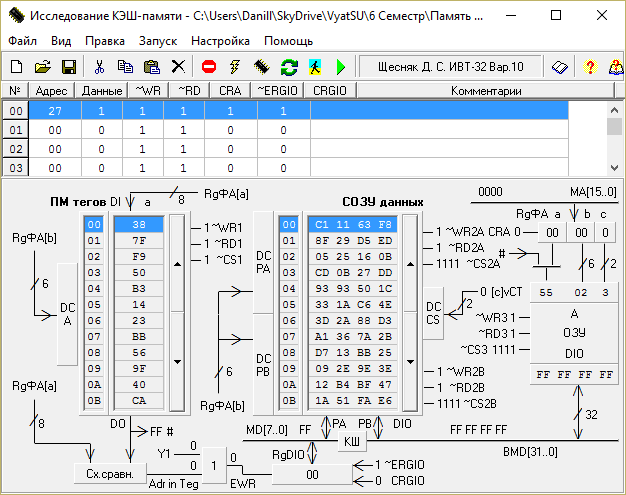 Исследование КЭШ-памяти - C:\Users\Danill\SkyDrive\VyatSU\6 Семестр\Память ...
Файл Вид Правка Запуск Настройка Помощь
Щесняк Д. С. ИВТ-32 Вар.10
№ Адрес Данные ~WR ~RD CRA ~ERGIO CRGIO Комментарии
00 27 1 1 1 1 1
01 00 0 1 1 0 0
02 00 0 1 1 0 0
03 00 0 1 1 0 0
ПМ тегов DI a 8 RgФА[a]
СОЗУ данных
0000 MA[15..0]
RgФА a b c
RgФА[b]
6
DC A
00 38
01 7F
02 F9
03 50
04 B3
05 14
06 23
07 BB
08 56
09 9F
0A 40
0B CA
1 ~WR1
1 ~RD1
1 ~CS1
DC PA
DC PB
6
RgФА[b]
00 C1 11 63 F8
01 8F 29 D5 ED
02 05 25 16 0B
03 CD 0B 27 DD
04 93 93 50 1C
05 33 1A C6 4E
06 3D 2A 88 D3
07 A1 36 7A 2B
08 D7 13 BB 25
09 09 2E 9E 3E
0A 12 B4 BF 47
0B 1A 51 FA E6
1 ~WR2A CRA 0 00 00 0
1 ~RD2A #
1111 ~CS2A 6 2
DC CS 2 0 [c]vCT
55 02 3
~WR3 1 A
~RD3 1 ОЗУ
~CS3 1111 DIO
FF FF FF FF
1 ~WR2B
1 ~RD2B
1111 ~CS2B
32
RgФА[a]
8
DO
FF #
MD[7..0] FF PA PB DIO
КШ
FF FF FF FF
BMD[31..0]
Y1 0
0
1
0
Сх.сравн.
Adr in Teg
EWR
RgDIO
00
1 ~ERGIO
0 CRGIO